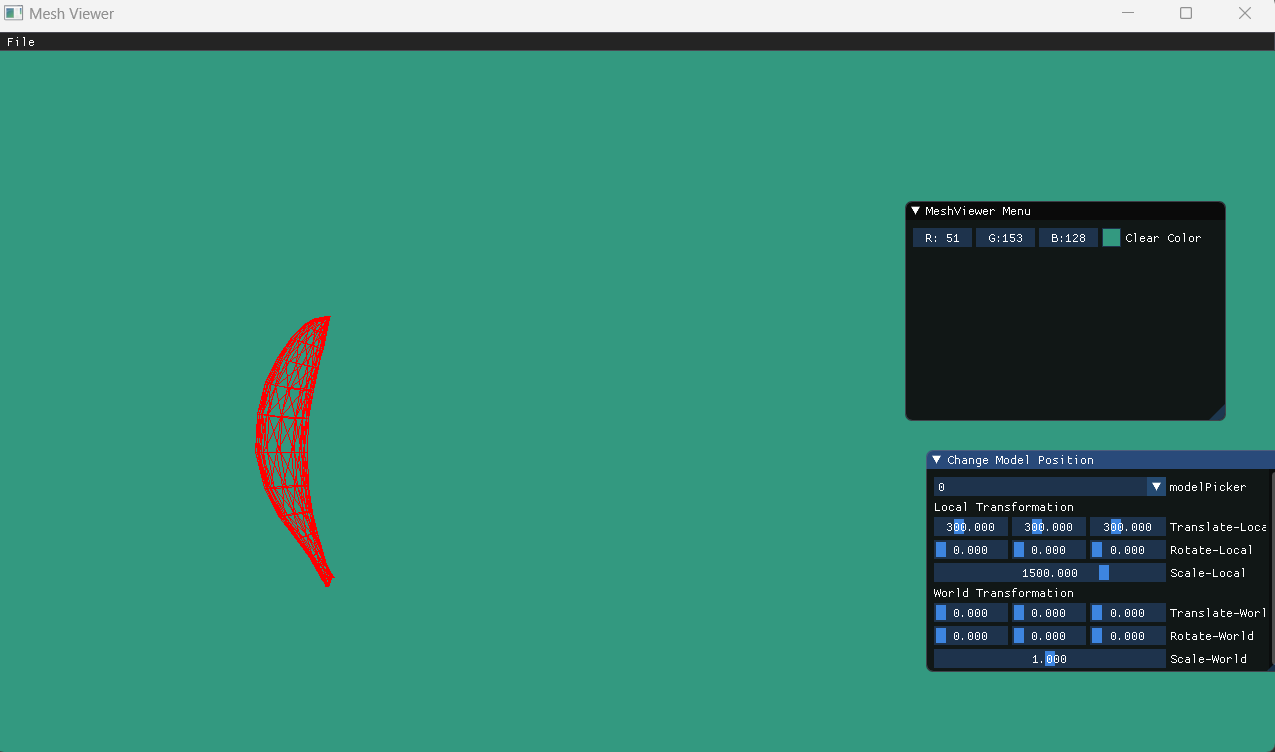 Mesh Viewer
File
MeshViewer Menu
R: 51 G:153 B:128 Clear Color
Change Model Position
0 modelPicker
Local Transformation
300.000 300.000 300.000 Translate-Loca
0.000 0.000 0.000 Rotate-Local
1500.000 Scale-Local
World Transformation
0.000 0.000 0.000 Translate-Worl
0.000 0.000 0.000 Rotate-World
1.000 Scale-World